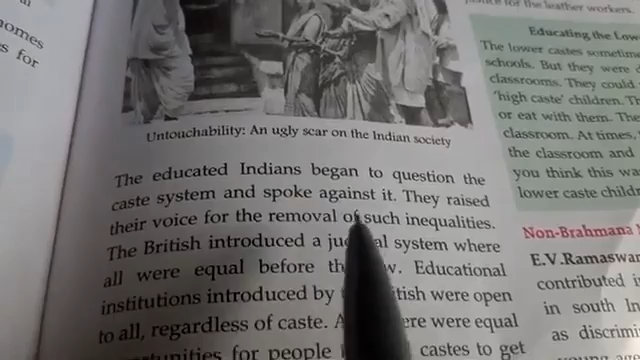 omes
s for
ponse for the leather workers.
Untouchability: An ugly scar on the Indian society
The educated Indians began to question the
caste system and spoke against it. They raised
their voice for the removal of such inequalities.
The British introduced a al system where
all were equal before Educational
institutions introduced by tish were open
to all, regardless of caste. ere were equal
for people castes to get
Educating the Low
The lower castes sometime
schools. But they were
classrooms. They could
'high caste' children. Th
or eat with them. The
classroom. At times,
the classroom and
you think this wa
lower caste child
Non-Brahmana
E.V.Ramaswar
contributed i
in south In
as discrimi